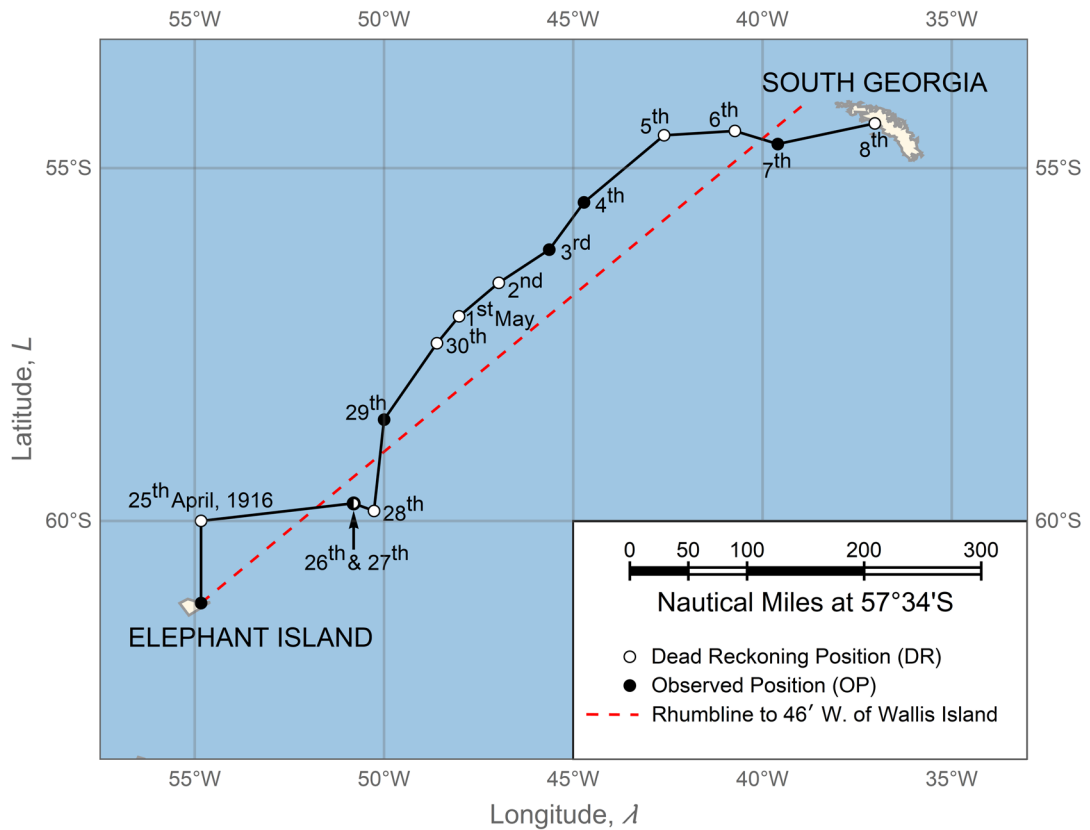 55°W 50°W 45°W 40°W 35°W
SOUTH GEORGIA
5th
6th
7th
8th
55°S
55°S
4th
3rd
2nd
1st May
30th
29th
25th April, 1916
28th
26th & 27th
60°S
60°S
ELEPHANT ISLAND
0 50 100 200 300
Nautical Miles at 57°34'S
Dead Reckoning Position (DR)
Observed Position (OP)
Rhumbline to 46′ W. of Wallis Island
55°W 50°W 45°W 40°W 35°W
Longitude, λ
Latitude, L